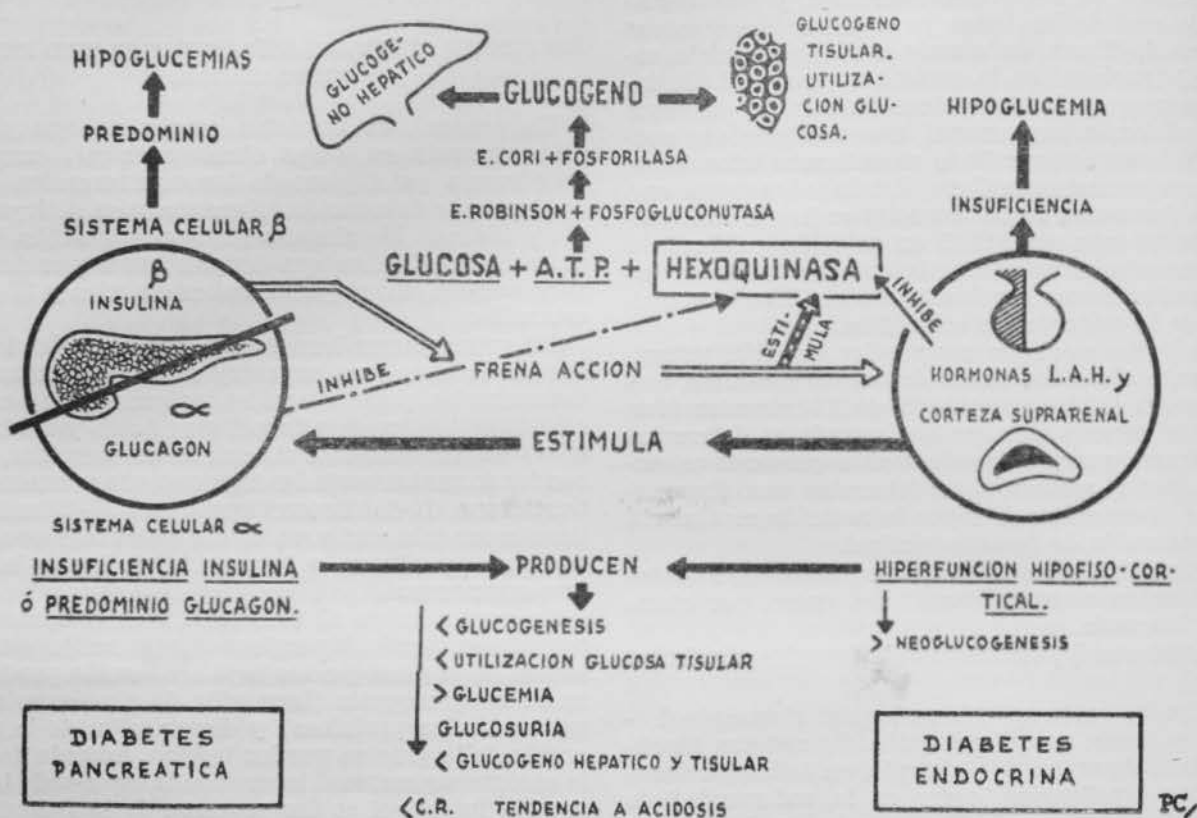 HIPOGLUCEMIAS
PREDOMINIO
SISTEMA CELULAR β
β
INSULINA
α
GLUCAGON
SISTEMA CELULAR α
GLUCOGE-
NO HEPATICO
GLUCOGENO
GLUCOGENO
TISULAR.
UTILIZA-
CION GLU-
COSA.
E. CORI + FOSFORILASA
E. ROBINSON + FOSFOGLUCOMUTASA
GLUCOSA + A.T.P. + HEXOQUINASA
INHIBE
FRENA ACCION
ESTI-
MULA
INHIBE
ESTIMULA
HIPOGLUCEMIA
INSUFICIENCIA
HORMONAS L.A.H. y
CORTEZA SUPRARENAL
INSUFICIENCIA INSULINA
ó PREDOMINIO GLUCAGON.
PRODUCEN
HIPERFUNCION HIPOFISO-COR-
TICAL.
< GLUCOGENESIS
< UTILIZACION GLUCOSA TISULAR
> GLUCEMIA
GLUCOSURIA
< GLUCOGENO HEPATICO Y TISULAR
< C.R. TENDENCIA A ACIDOSIS
> NEOGLUCOGENESIS
DIABETES
PANCREATICA
DIABETES
ENDOCRINA
PC/